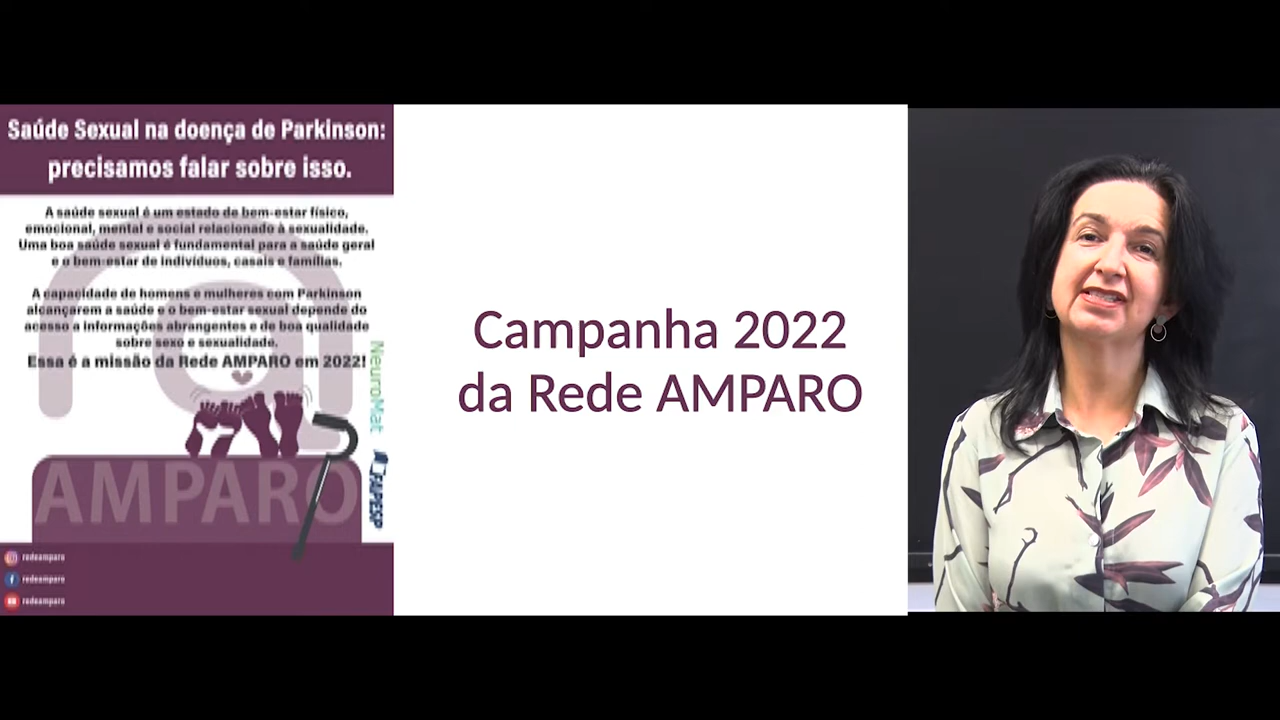 Saúde Sexual na doença de Parkinson:
precisamos falar sobre isso.
A saúde sexual é um estado de bem-estar físico,
emocional, mental e social relacionado à sexualidade.
Uma boa saúde sexual é fundamental para a saúde geral
e o bem-estar de indivíduos, casais e famílias.
A capacidade de homens e mulheres com Parkinson
alcançarem a saúde e o bem-estar sexual depende do
acesso a informações abrangentes e de boa qualidade
sobre sexo e sexualidade.
Essa é a missão da Rede AMPARO em 2022!
NeuroMat
FAPESP
AMPARO
redeamparo
redeamparo
redeamparo
Campanha 2022
da Rede AMPARO